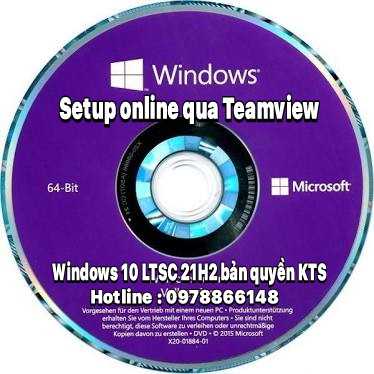 Windows
Setup online qua Teamview
64-Bit
Microsoft
Windows 10 LTSC 21H2 bản quyền KTS
Hotline : 0978866148
Vorgesehen für den Vertrieb mit einem neuen PC • Produktunterstützung
erhalten Sie vom Hersteller Ihres Computers • Sie sind nicht
berechtigt, diese Software zu verleihen oder unrechtmäßige
Kopien davon zu erstellen • DVD • © 2015 Microsoft
X20-01884-01